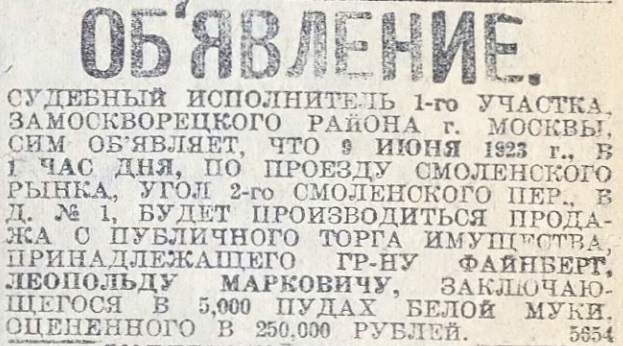 ОБ'ЯВЛЕНИЕ.
СУДЕБНЫЙ ИСПОЛНИТЕЛЬ 1-го УЧАСТКА,
ЗАМОСКВОРЕЦКОГО РАЙОНА г. МОСКВЫ,
СИМ ОБ'ЯВЛЯЕТ, ЧТО 9 ИЮНЯ 1923 г., В
1 ЧАС ДНЯ, ПО ПРОЕЗДУ СМОЛЕНСКОГО
РЫНКА, УГОЛ 2-го СМОЛЕНСКОГО ПЕР., В
Д. № 1, БУДЕТ ПРОИЗВОДИТЬСЯ ПРОДА-
ЖА С ПУБЛИЧНОГО ТОРГА ИМУЩЕСТВА,
ПРИНАДЛЕЖАЩЕГО ГР-НУ ФАЙНБЕРГ,
ЛЕОПОЛЬДУ МАРКОВИЧУ, ЗАКЛЮЧАЮ-
ЩЕГОСЯ В 5,000 ПУДАХ БЕЛОЙ МУКИ,
ОЦЕНЕННОГО В 250.000 РУБЛЕЙ. 5654